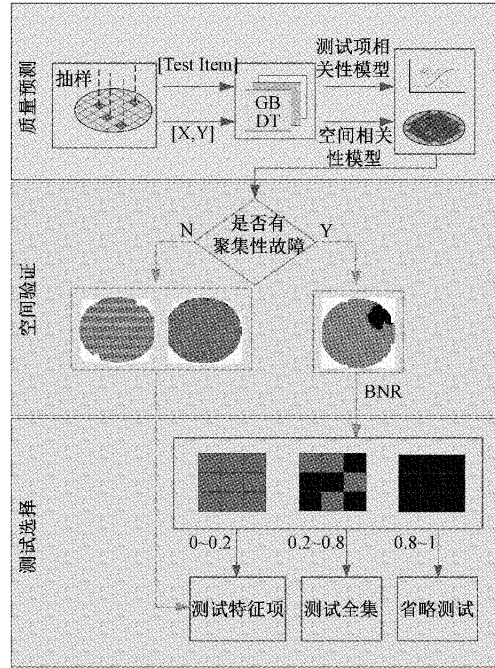 质量预测
抽样
[Test Item]
[X,Y]
GB
DT
测试项相
关性模型
空间相关
性模型
空间验证
是否有
聚集性故障
N
Y
BNR
测试选择
0~0.2
0.2~0.8
0.8~1
测试特征项
测试全集
省略测试